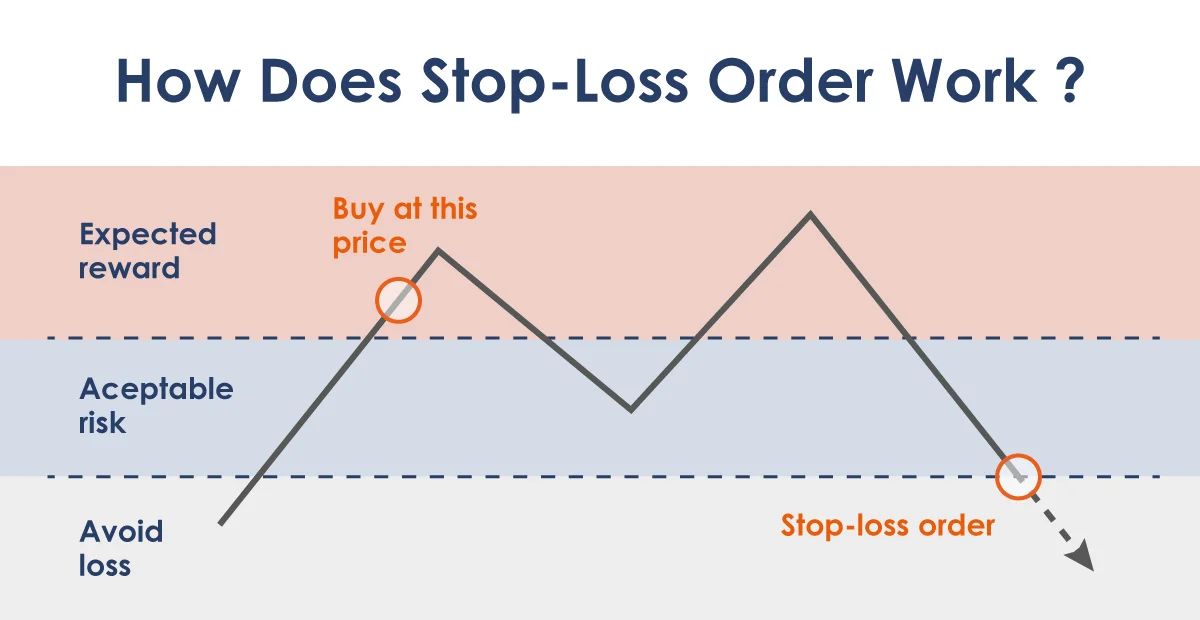 How Does Stop-Loss Order Work ?
Expected
reward
Buy at this
price
Aceptable
risk
Avoid
loss
Stop-loss order